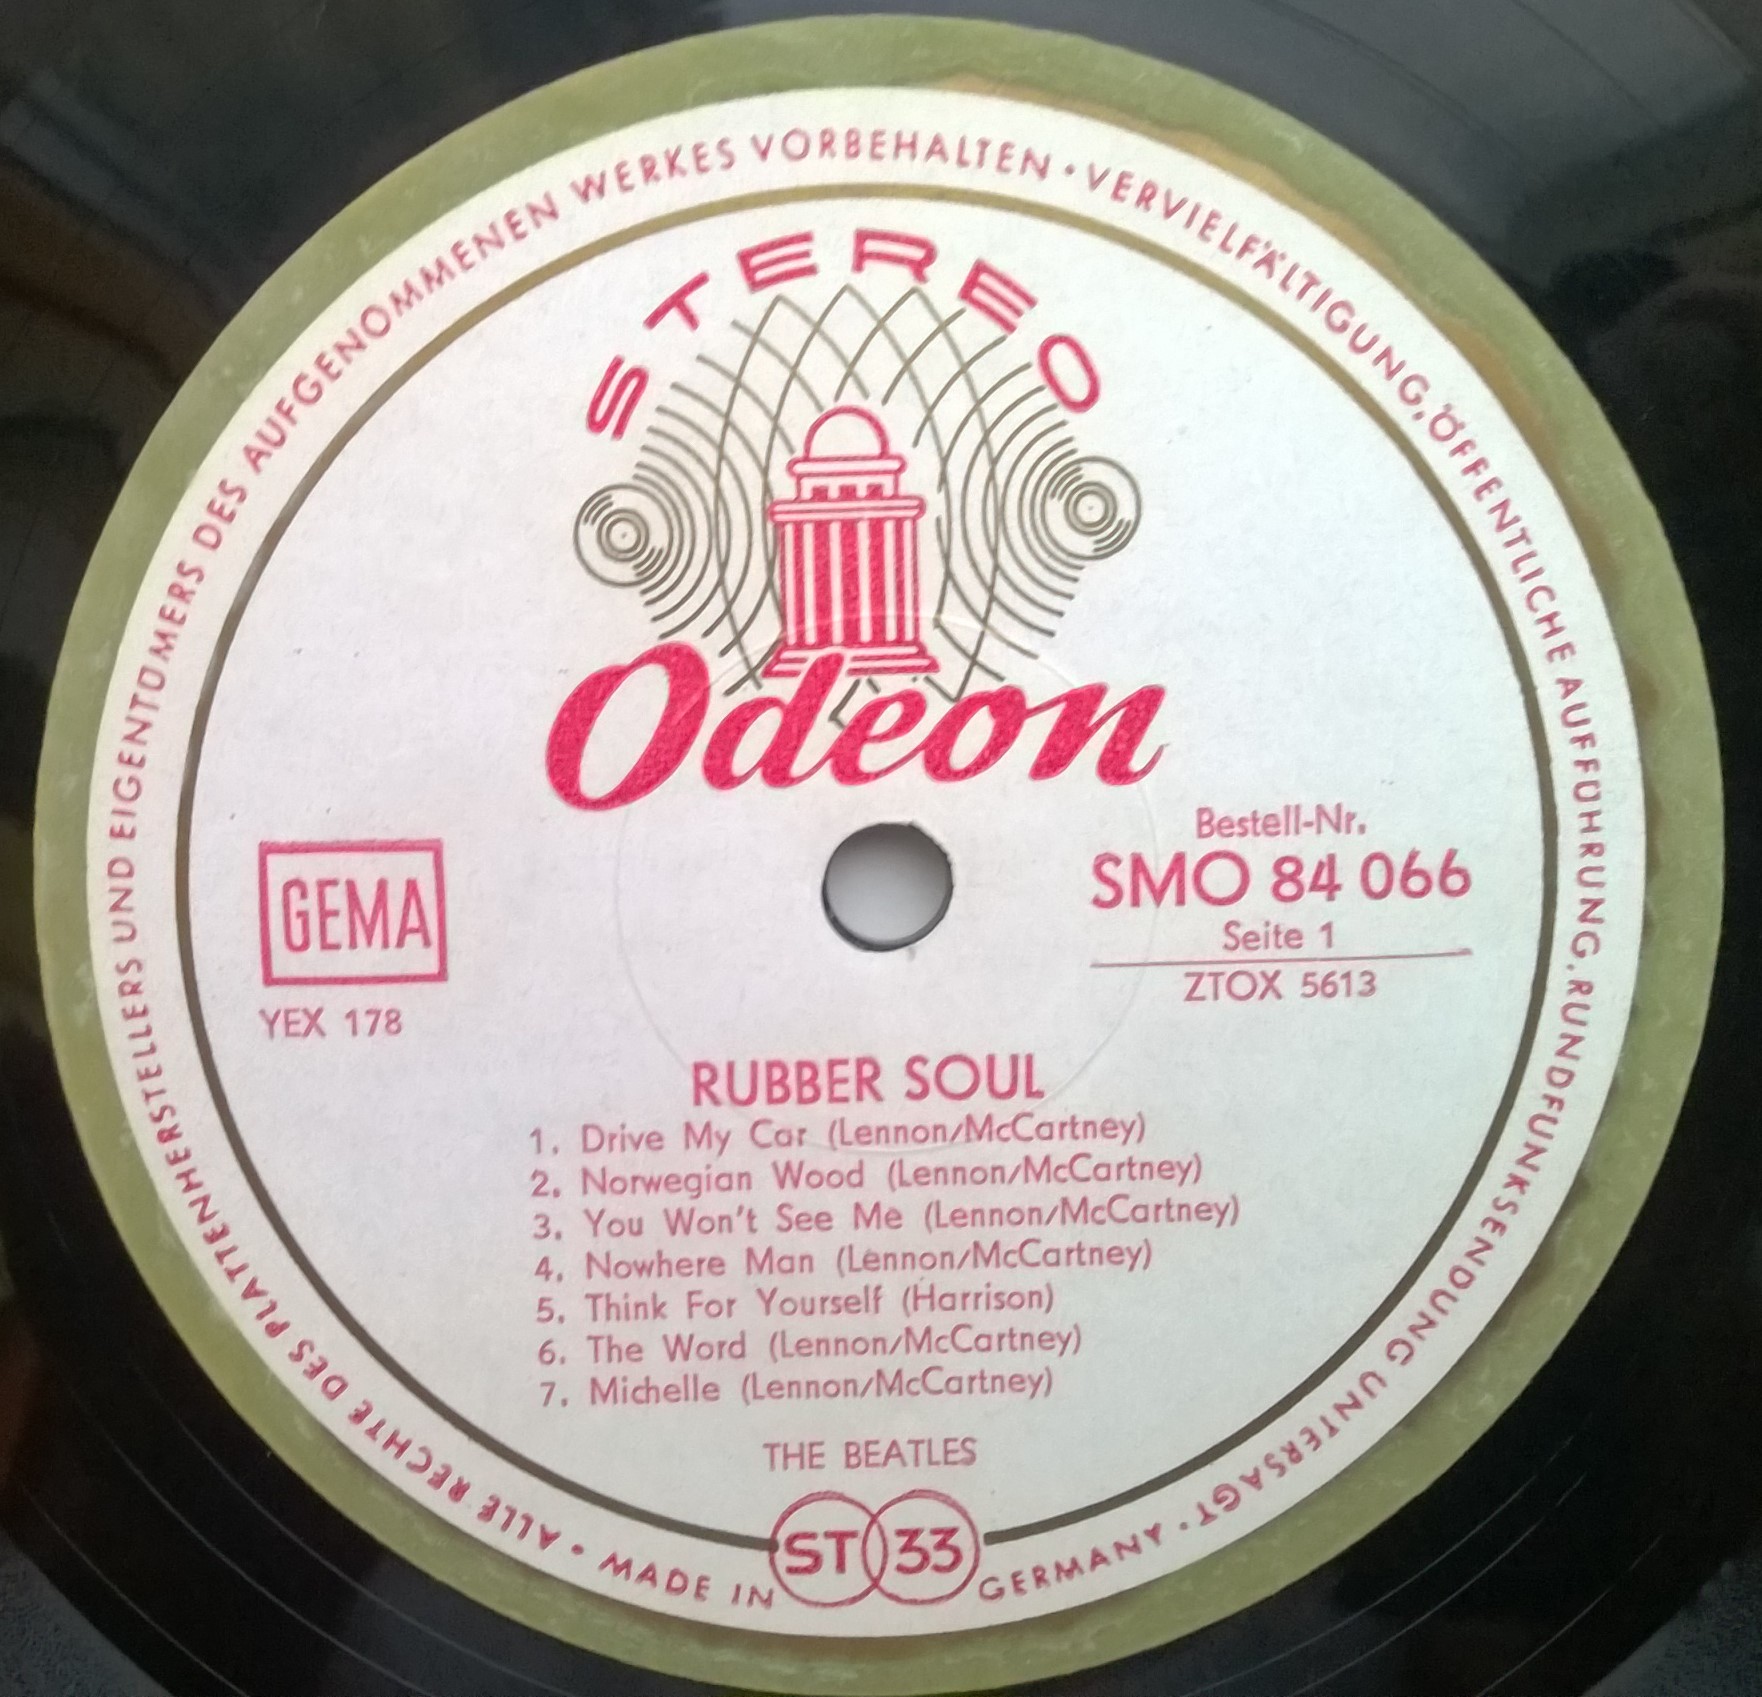 ALLE RECHTE DES PLATTENHERSTELLERS UND EIGENTÜMERS DES AUFGENOMMENEN WERKES VORBEHALTEN · VERVIELFÄLTIGUNG, ÖFFENTLICHE AUFFÜHRUNG, RUNDFUNKSENDUNG UNTERSAGT ·
STEREO
Odeon
GEMA
YEX 178
Bestell-Nr.
SMO 84 066
Seite 1
ZTOX 5613
RUBBER SOUL
1. Drive My Car (Lennon/McCartney)
2. Norwegian Wood (Lennon/McCartney)
3. You Won't See Me (Lennon/McCartney)
4. Nowhere Man (Lennon/McCartney)
5. Think For Yourself (Harrison)
6. The Word (Lennon/McCartney)
7. Michelle (Lennon/McCartney)
THE BEATLES
ST 33
· MADE IN GERMANY